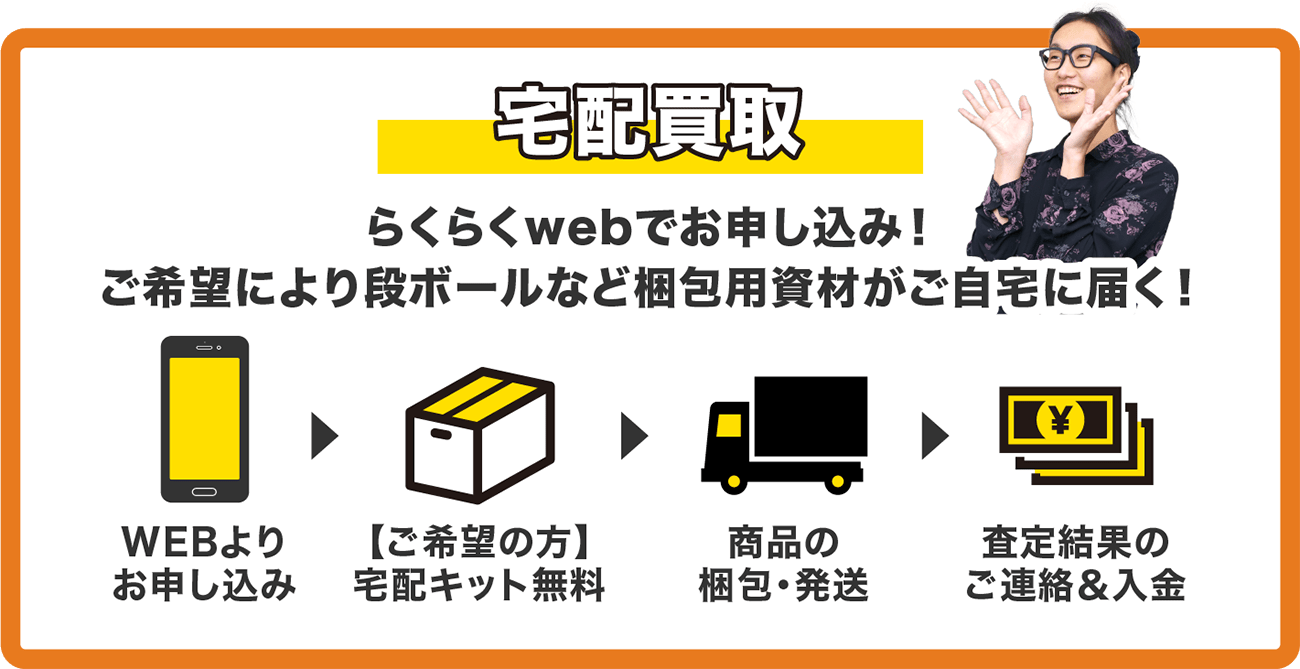 宅配買取
らくらくwebでお申し込み！
ご希望により段ボールなど梱包用資材がご自宅に届く！
WEBより
お申し込み
【ご希望の方】
宅配キット無料
商品の
梱包・発送
¥
査定結果の
ご連絡＆入金